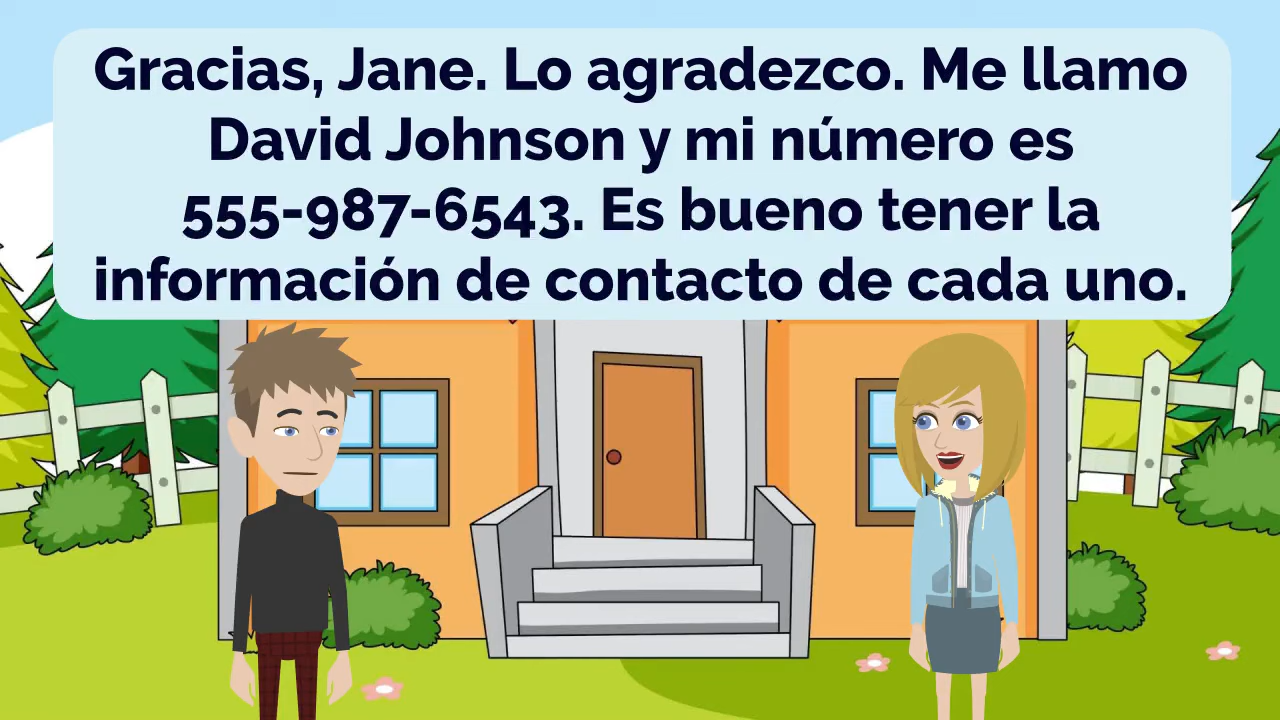 Gracias, Jane. Lo agradezco. Me llamo
David Johnson y mi número es
555-987-6543. Es bueno tener la
información de contacto de cada uno.